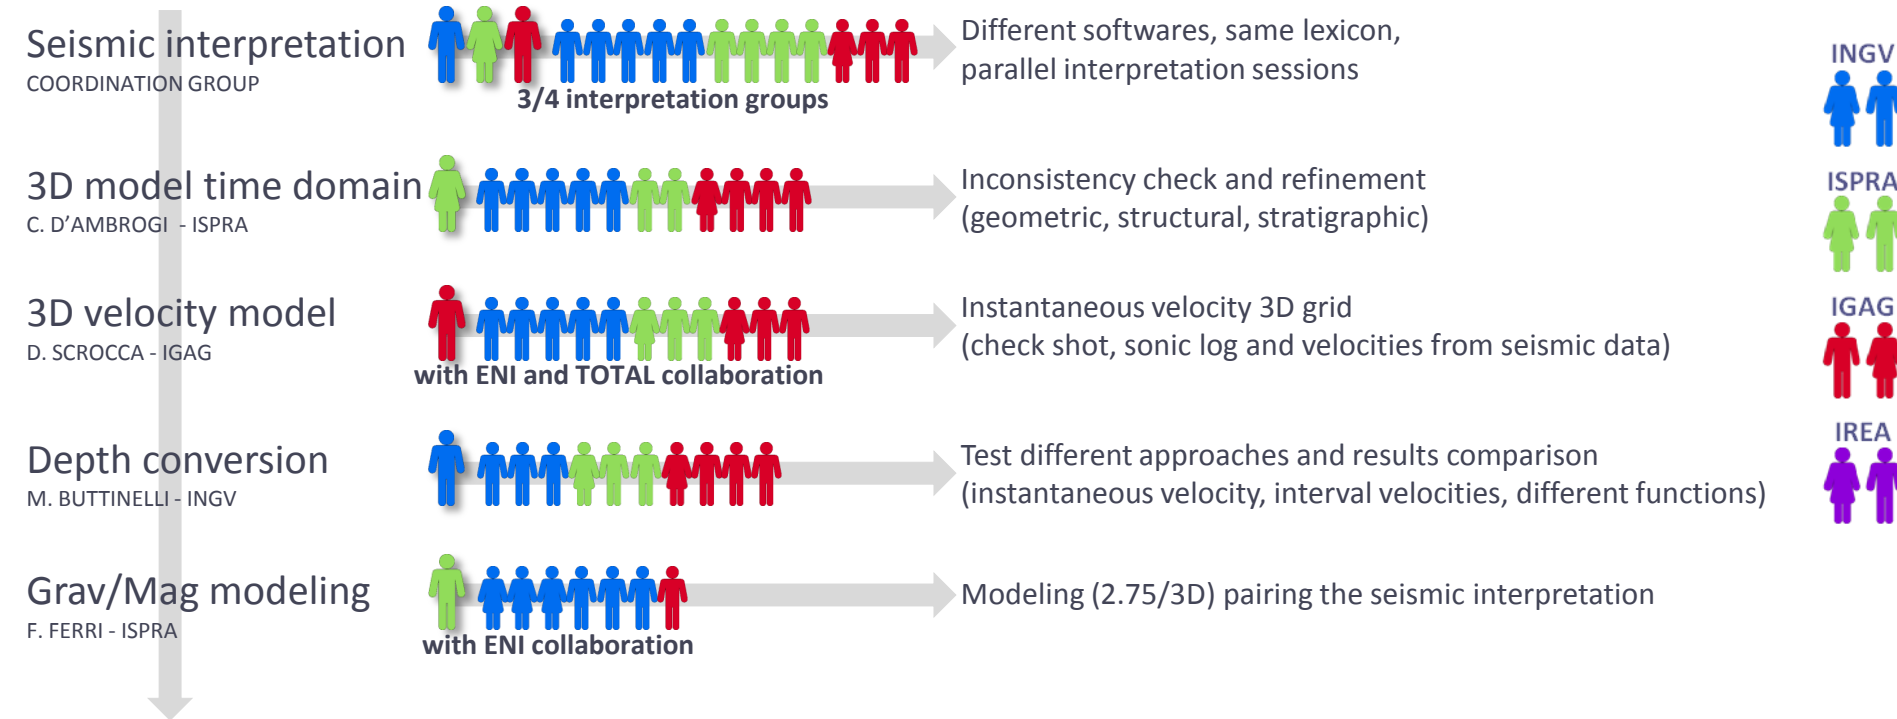 Seismic interpretation
COORDINATION GROUP
3/4 interpretation groups
Different softwares, same lexicon,
parallel interpretation sessions
3D model time domain
C. D'AMBROGI - ISPRA
Inconsistency check and refinement
(geometric, structural, stratigraphic)
3D velocity model
D. SCROCCA - IGAG
with ENI and TOTAL collaboration
Instantaneous velocity 3D grid
(check shot, sonic log and velocities from seismic data)
Depth conversion
M. BUTTINELLI - INGV
Test different approaches and results comparison
(instantaneous velocity, interval velocities, different functions)
Grav/Mag modeling
F. FERRI - ISPRA
with ENI collaboration
Modeling (2.75/3D) pairing the seismic interpretation
INGV
ISPRA
IGAG
IREA